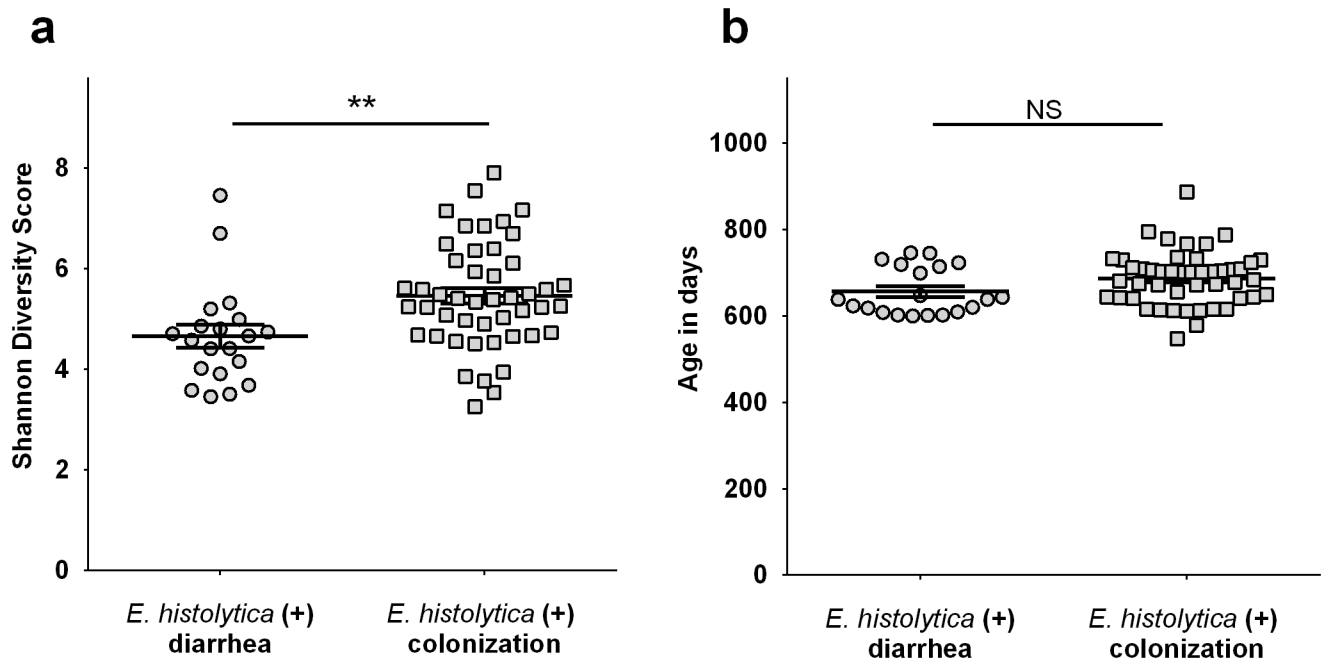 a
**
Shannon Diversity Score
8
6
4
2
0
E. histolytica (+)
diarrhea
E. histolytica (+)
colonization
b
NS
Age in days
1000
800
600
400
200
0
E. histolytica (+)
diarrhea
E. histolytica (+)
colonization